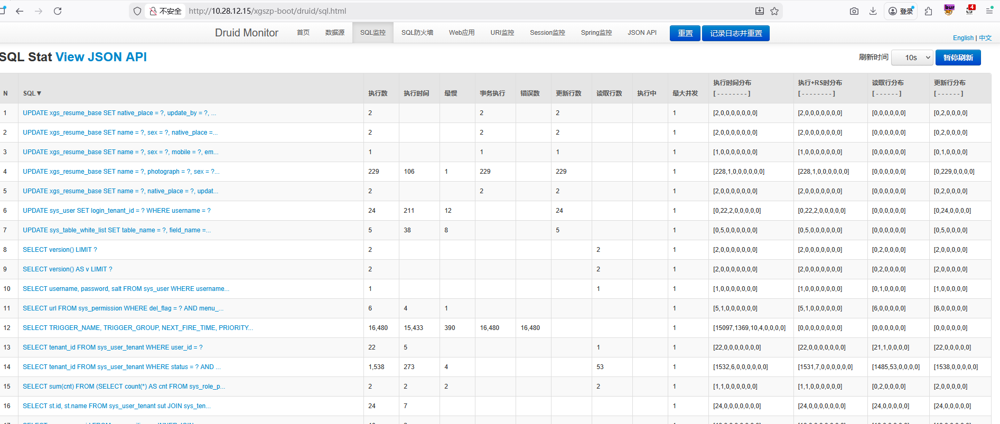 不安全 http://10.28.12.15/xgszp-boot/druid/sql.html bur 4 登录
Druid Monitor 首页 数据源 SQL监控 SQL防火墙 Web应用 URI监控 Session监控 Spring监控 JSON API 重置 记录日志并重置
English | 中文
SQL Stat View JSON API 刷新时间 10s 暂停刷新
N SQL▼ 执行数 执行时间 最慢 事务执行 错误数 更新行数 读取行数 执行中 最大并发 执行时间分布 [ - - - - - - - - ] 执行+RS时分布 [ - - - - - - - - ] 读取行分布 [ - - - - - - ] 更新行分布 [ - - - - - - ]
1 UPDATE xgs_resume_base SET native_place = ?, update_by = ?, ... 2 2 2 1 [2,0,0,0,0,0,0,0] [2,0,0,0,0,0,0,0] [0,0,0,0,0,0] [0,2,0,0,0,0]
2 UPDATE xgs_resume_base SET name = ?, sex = ?, native_place =... 2 2 2 1 [2,0,0,0,0,0,0,0] [2,0,0,0,0,0,0,0] [0,0,0,0,0,0] [0,2,0,0,0,0]
3 UPDATE xgs_resume_base SET name = ?, sex = ?, mobile = ?, em... 1 1 1 1 [1,0,0,0,0,0,0,0] [1,0,0,0,0,0,0,0] [0,0,0,0,0,0] [0,1,0,0,0,0]
4 UPDATE xgs_resume_base SET name = ?, photograph = ?, sex = ?... 229 106 1 229 229 1 [228,1,0,0,0,0,0,0] [228,1,0,0,0,0,0,0] [0,0,0,0,0,0] [0,229,0,0,0,0]
5 UPDATE xgs_resume_base SET name = ?, native_place = ?, updat... 2 2 2 1 [2,0,0,0,0,0,0,0] [2,0,0,0,0,0,0,0] [0,0,0,0,0,0] [0,2,0,0,0,0]
6 UPDATE sys_user SET login_tenant_id = ? WHERE username = ? 24 211 12 24 1 [0,22,2,0,0,0,0,0] [0,22,2,0,0,0,0,0] [0,0,0,0,0,0] [0,24,0,0,0,0]
7 UPDATE sys_table_white_list SET table_name = ?, field_name =... 5 38 8 5 1 [0,5,0,0,0,0,0,0] [0,5,0,0,0,0,0,0] [0,0,0,0,0,0] [0,5,0,0,0,0]
8 SELECT version() LIMIT ? 2 2 1 [2,0,0,0,0,0,0,0] [2,0,0,0,0,0,0,0] [0,2,0,0,0,0] [2,0,0,0,0,0]
9 SELECT version() AS v LIMIT ? 2 2 1 [2,0,0,0,0,0,0,0] [2,0,0,0,0,0,0,0] [0,2,0,0,0,0] [2,0,0,0,0,0]
10 SELECT username, password, salt FROM sys_user WHERE username... 1 1 1 [1,0,0,0,0,0,0,0] [1,0,0,0,0,0,0,0] [0,1,0,0,0,0] [1,0,0,0,0,0]
11 SELECT url FROM sys_permission WHERE del_flag = ? AND menu_... 6 4 1 1 [5,1,0,0,0,0,0,0] [5,1,0,0,0,0,0,0] [6,0,0,0,0,0] [6,0,0,0,0,0]
12 SELECT TRIGGER_NAME, TRIGGER_GROUP, NEXT_FIRE_TIME, PRIORITY... 16,480 15,433 390 16,480 16,480 1 [15097,1369,10,4,0,0,0,0] [0,0,0,0,0,0,0,0] [0,0,0,0,0,0] [0,0,0,0,0,0]
13 SELECT tenant_id FROM sys_user_tenant WHERE user_id = ? 22 5 1 1 [22,0,0,0,0,0,0,0] [22,0,0,0,0,0,0,0] [21,1,0,0,0,0] [22,0,0,0,0,0]
14 SELECT tenant_id FROM sys_user_tenant WHERE status = ? AND ... 1,538 273 4 53 1 [1532,6,0,0,0,0,0,0] [1531,7,0,0,0,0,0,0] [1485,53,0,0,0,0] [1538,0,0,0,0,0]
15 SELECT sum(cnt) FROM (SELECT count(*) AS cnt FROM sys_role_p... 2 2 2 2 1 [1,1,0,0,0,0,0,0] [1,1,0,0,0,0,0,0] [0,2,0,0,0,0] [2,0,0,0,0,0]
16 SELECT st.id, st.name FROM sys_user_tenant sut JOIN sys_ten... 24 7 1 [24,0,0,0,0,0,0,0] [24,0,0,0,0,0,0,0] [24,0,0,0,0,0] [24,0,0,0,0,0]